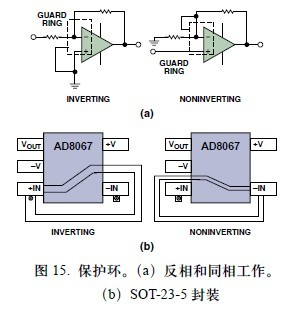 GUARD
RING
GUARD
RING
INVERTING
NONINVERTING
(a)
VOUT
AD8067
+V
–V
+IN
–IN
VOUT
AD8067
+V
–V
+IN
–IN
INVERTING
NONINVERTING
(b)
图 15. 保护环。（a）反相和同相工作。
（b）SOT-23-5 封装